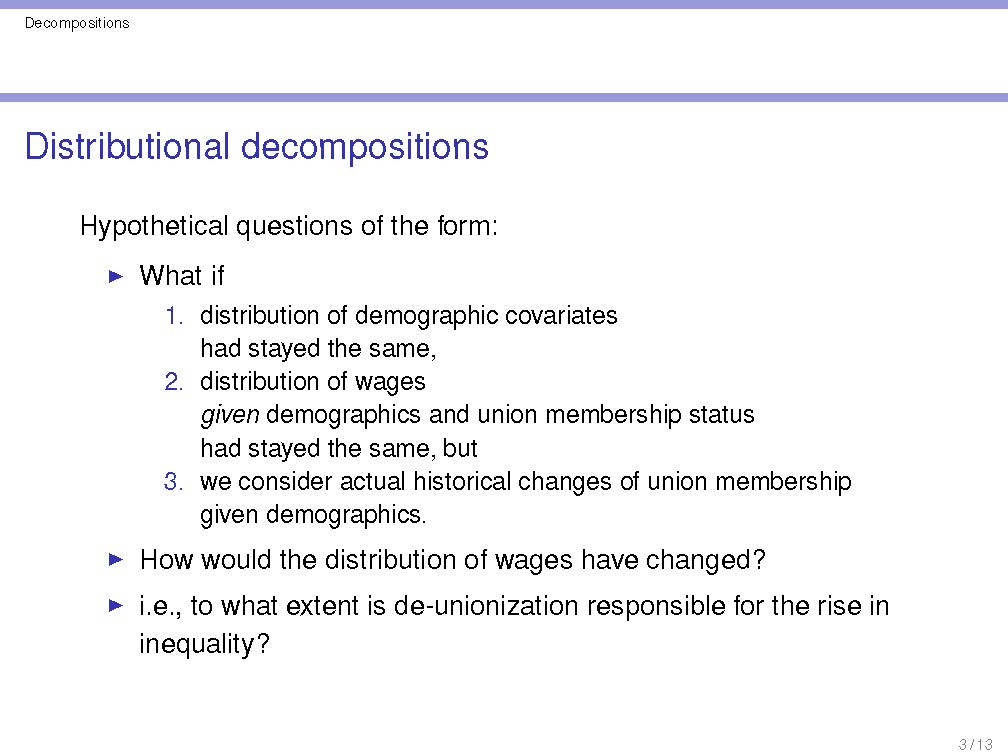 Decompositions
Distributional decompositions
Hypothetical questions of the form:
▶ What if
1. distribution of demographic covariates
had stayed the same,
2. distribution of wages
given demographics and union membership status
had stayed the same, but
3. we consider actual historical changes of union membership
given demographics.
▶ How would the distribution of wages have changed?
▶ i.e., to what extent is de-unionization responsible for the rise in
inequality?
3 / 13